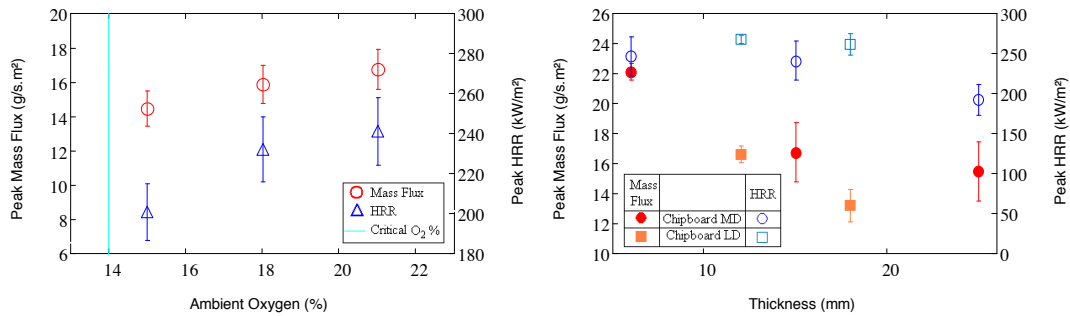 20
18
16
14
12
10
8
6
300
280
260
240
220
200
180
14
16
18
20
22
Peak Mass Flux (g/s.m²)
Peak HRR (kW/m²)
Ambient Oxygen (%)
Mass Flux
HRR
Critical O₂ %
26
24
22
20
18
16
14
12
10
300
250
200
150
100
50
0
10
20
Peak Mass Flux (g/s.m²)
Peak HRR (kW/m²)
Thickness (mm)
Mass
Flux
HRR
Chipboard MD
Chipboard LD